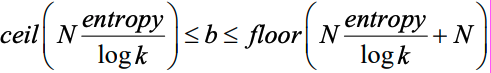 ceil(N entropy/log k) ≤ b ≤ floor(N entropy/log k + N)